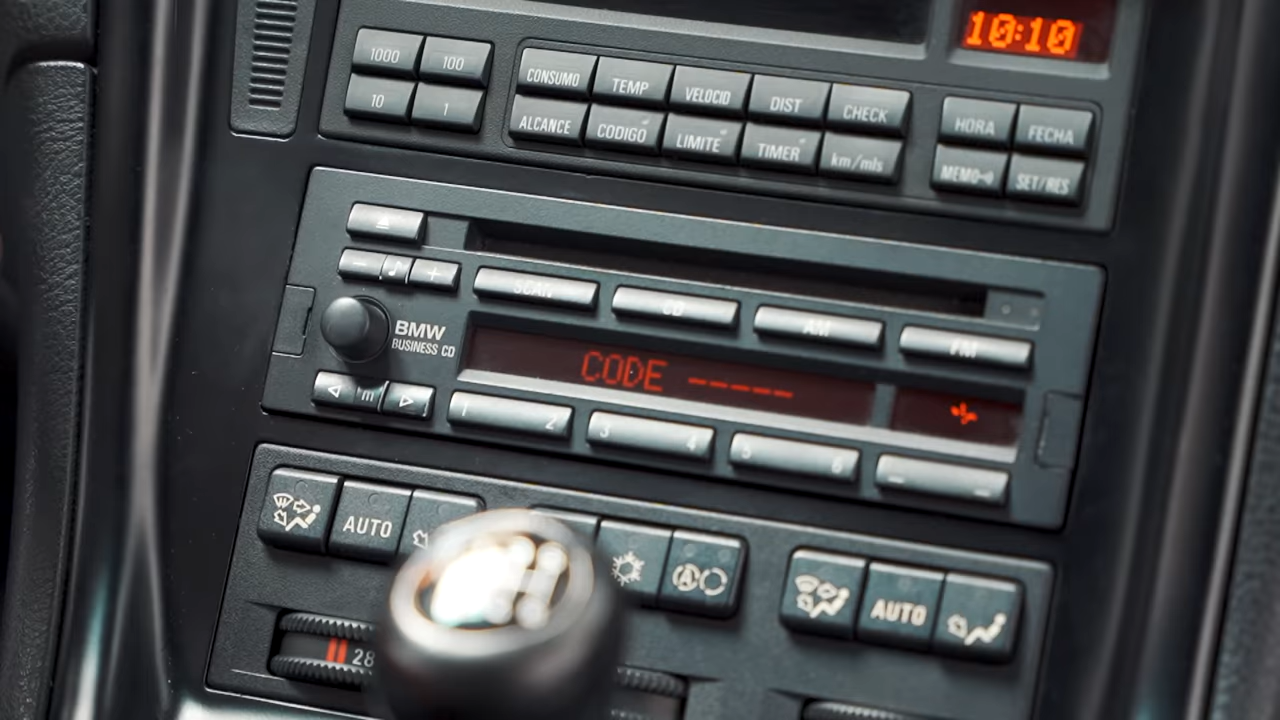 10:10
1000 100
CONSUMO TEMP VELOCID DIST CHECK
HORA FECHA
10 1
ALCANCE CODIGO LIMITE TIMER km/mls
MEMO SET/RES
- +
SCAN CD AM FM
BMW
BUSINESS CD
CODE -----
m
1 2 3 4 5 6
AUTO
A
AUTO
28